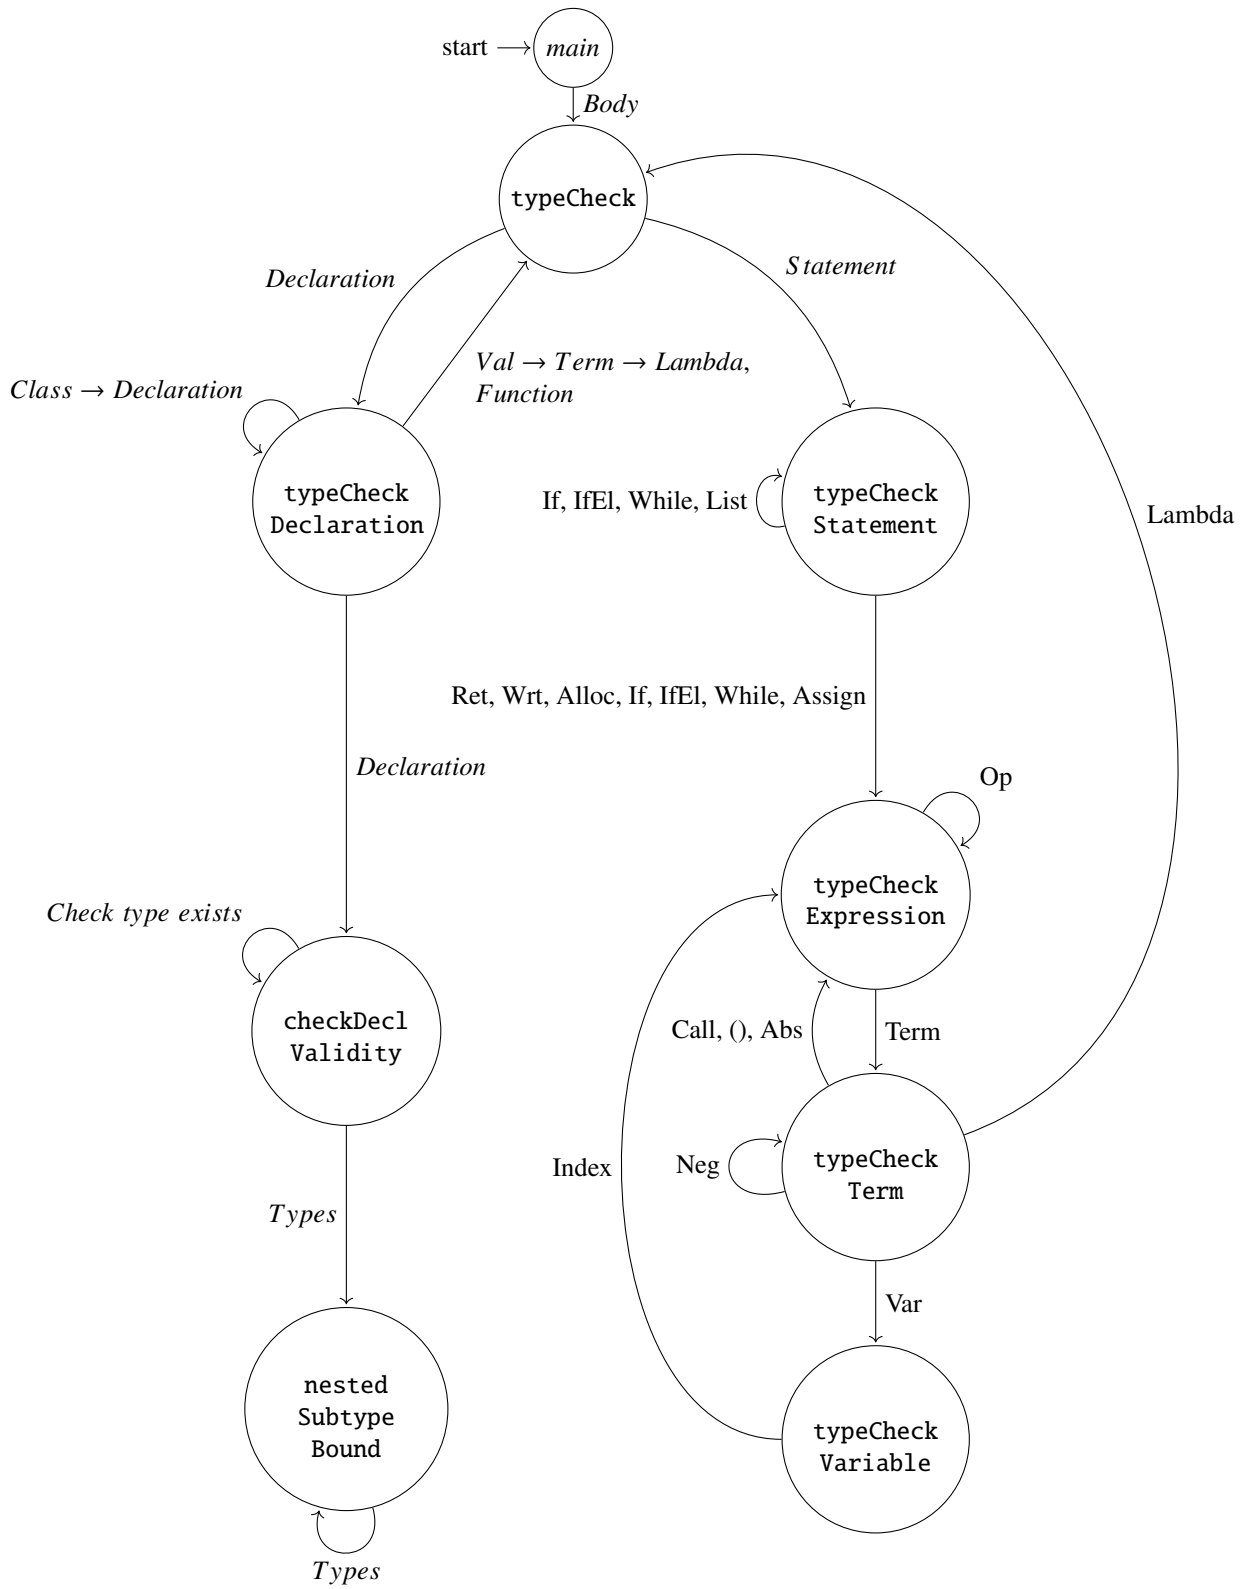 start
main
Body
typeCheck
Declaration
Statement
Val → Term → Lambda,
Function
Class → Declaration
typeCheck
Declaration
If, IfEl, While, List
typeCheck
Statement
Lambda
Ret, Wrt, Alloc, If, IfEl, While, Assign
Declaration
Op
typeCheck
Expression
Check type exists
checkDecl
Validity
Call, (), Abs
Term
Neg
typeCheck
Term
Index
Types
Var
nested
Subtype
Bound
typeCheck
Variable
Types